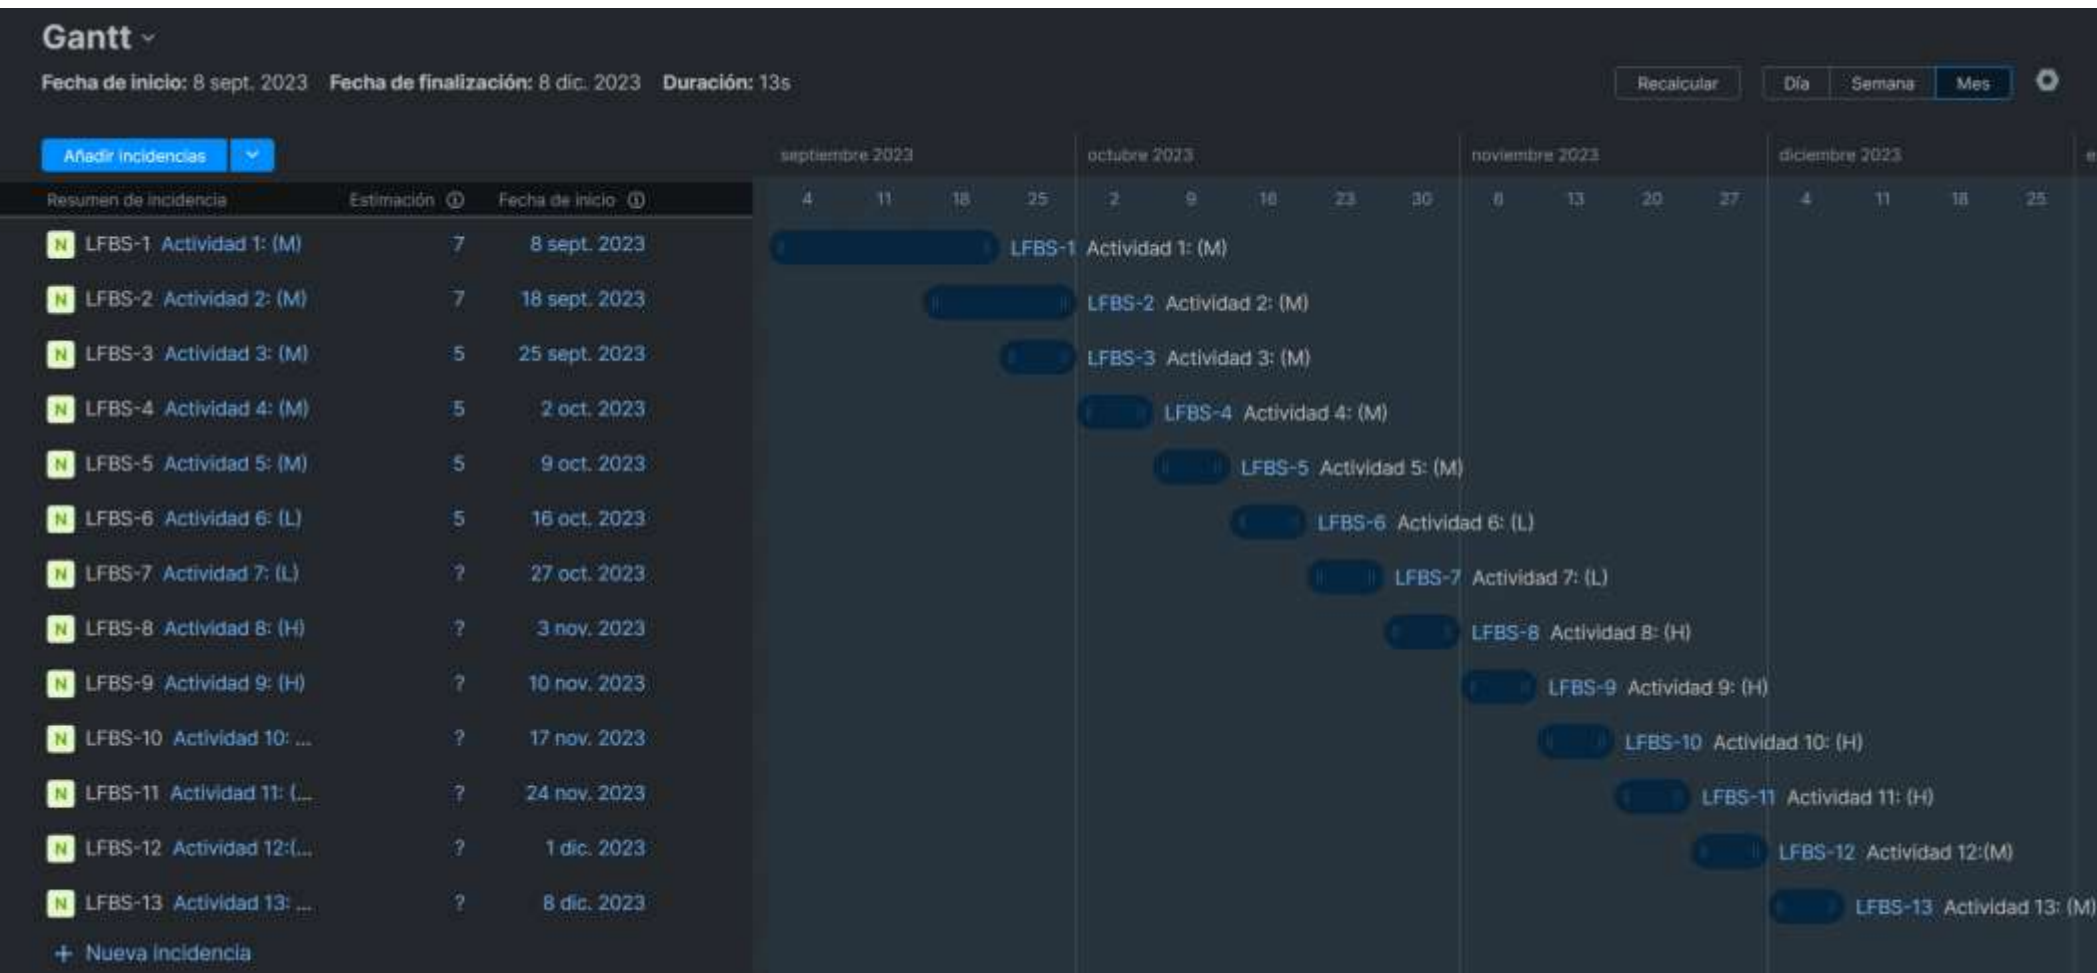 Gantt
Fecha de inicio: 8 sept. 2023 Fecha de finalización: 8 dic. 2023 Duración: 13s
Recalcular Día Semana Mes
Añadir incidencias
septiembre 2023 octubre 2023 noviembre 2023 diciembre 2023 e
Resumen de incidencia Estimación Fecha de inicio 4 11 18 25 2 9 16 23 30 6 13 20 27 4 11 18 25
N LFBS-1 Actividad 1: (M) 7 8 sept. 2023 LFBS-1 Actividad 1: (M)
N LFBS-2 Actividad 2: (M) 7 18 sept. 2023 LFBS-2 Actividad 2: (M)
N LFBS-3 Actividad 3: (M) 5 25 sept. 2023 LFBS-3 Actividad 3: (M)
N LFBS-4 Actividad 4: (M) 5 2 oct. 2023 LFBS-4 Actividad 4: (M)
N LFBS-5 Actividad 5: (M) 5 9 oct. 2023 LFBS-5 Actividad 5: (M)
N LFBS-6 Actividad 6: (L) 5 16 oct. 2023 LFBS-6 Actividad 6: (L)
N LFBS-7 Actividad 7: (L) ? 27 oct. 2023 LFBS-7 Actividad 7: (L)
N LFBS-8 Actividad 8: (H) ? 3 nov. 2023 LFBS-8 Actividad 8: (H)
N LFBS-9 Actividad 9: (H) ? 10 nov. 2023 LFBS-9 Actividad 9: (H)
N LFBS-10 Actividad 10: ... ? 17 nov. 2023 LFBS-10 Actividad 10: (H)
N LFBS-11 Actividad 11: (... ? 24 nov. 2023 LFBS-11 Actividad 11: (H)
N LFBS-12 Actividad 12:(... ? 1 dic. 2023 LFBS-12 Actividad 12:(M)
N LFBS-13 Actividad 13: ... ? 8 dic. 2023 LFBS-13 Actividad 13: (M)
+ Nueva incidencia